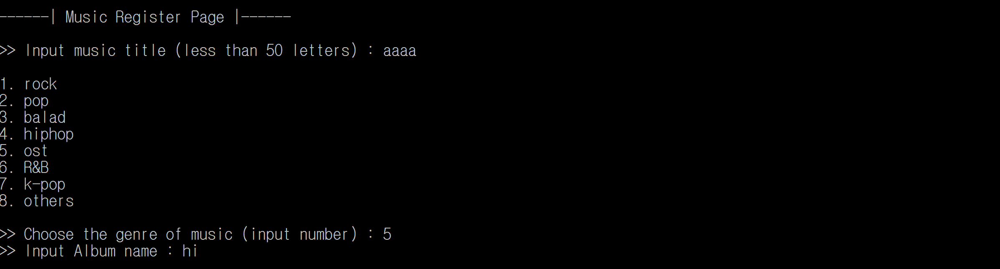 ------| Music Register Page |------
>> Input music title (less than 50 letters) : aaaa
1. rock
2. pop
3. balad
4. hiphop
5. ost
6. R&B
7. k-pop
8. others
>> Choose the genre of music (input number) : 5
>> Input Album name : hi